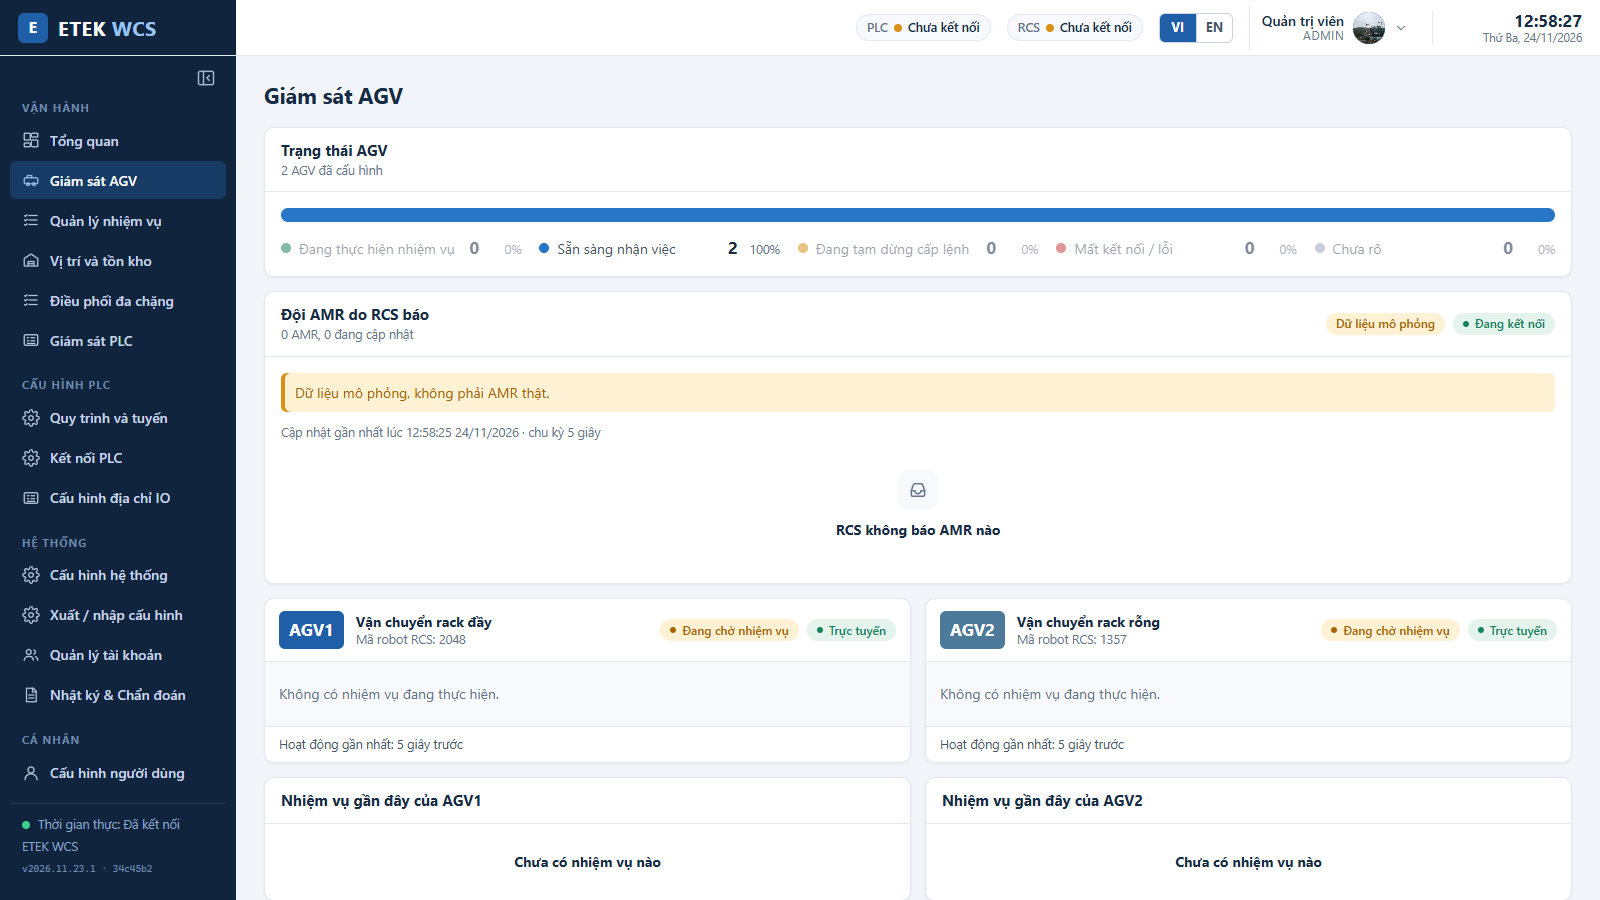 E ETEK WCS
PLC Chưa kết nối
RCS Chưa kết nối
VI EN
Quản trị viên
ADMIN
12:58:27
Thứ Ba, 24/11/2026
VẬN HÀNH
Tổng quan
Giám sát AGV
Quản lý nhiệm vụ
Vị trí và tồn kho
Điều phối đa chặng
Giám sát PLC
CẤU HÌNH PLC
Quy trình và tuyến
Kết nối PLC
Cấu hình địa chỉ IO
HỆ THỐNG
Cấu hình hệ thống
Xuất / nhập cấu hình
Quản lý tài khoản
Nhật ký & Chẩn đoán
CÁ NHÂN
Cấu hình người dùng
Thời gian thực: Đã kết nối
ETEK WCS
v2026.11.23.1 · 34c45b2
Giám sát AGV
Trạng thái AGV
2 AGV đã cấu hình
Đang thực hiện nhiệm vụ 0 0%
Sẵn sàng nhận việc 2 100%
Đang tạm dừng cấp lệnh 0 0%
Mất kết nối / lỗi 0 0%
Chưa rõ 0 0%
Đội AMR do RCS báo
0 AMR, 0 đang cập nhật
Dữ liệu mô phỏng
Đang kết nối
Dữ liệu mô phỏng, không phải AMR thật.
Cập nhật gần nhất lúc 12:58:25 24/11/2026 · chu kỳ 5 giây
RCS không báo AMR nào
AGV1
Vận chuyển rack đầy
Mã robot RCS: 2048
Đang chờ nhiệm vụ
Trực tuyến
Không có nhiệm vụ đang thực hiện.
Hoạt động gần nhất: 5 giây trước
AGV2
Vận chuyển rack rỗng
Mã robot RCS: 1357
Đang chờ nhiệm vụ
Trực tuyến
Không có nhiệm vụ đang thực hiện.
Hoạt động gần nhất: 5 giây trước
Nhiệm vụ gần đây của AGV1
Chưa có nhiệm vụ nào
Nhiệm vụ gần đây của AGV2
Chưa có nhiệm vụ nào